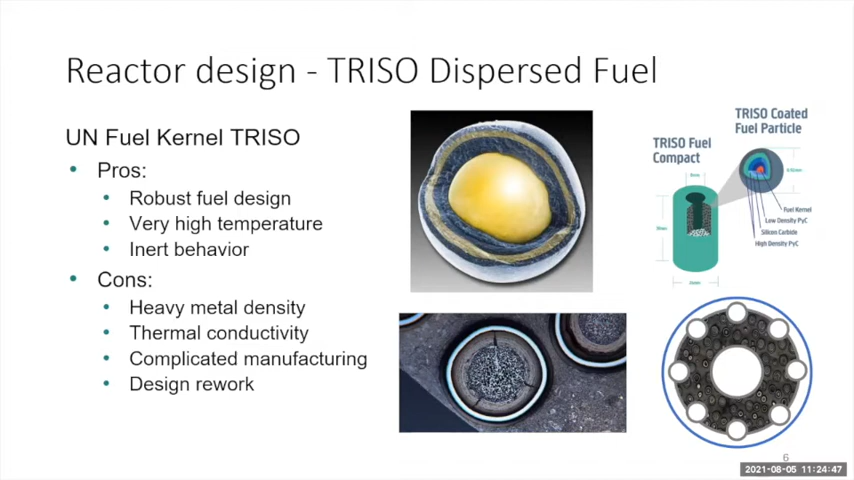 Reactor design - TRISO Dispersed Fuel
UN Fuel Kernel TRISO
• Pros:
• Robust fuel design
• Very high temperature
• Inert behavior
• Cons:
• Heavy metal density
• Thermal conductivity
• Complicated manufacturing
• Design rework
TRISO Coated
Fuel Particle
TRISO Fuel
Compact
Fuel Kernel
Low Density PyC
Silicon Carbide
High Density PyC
6
2021-08-05 11:24:47